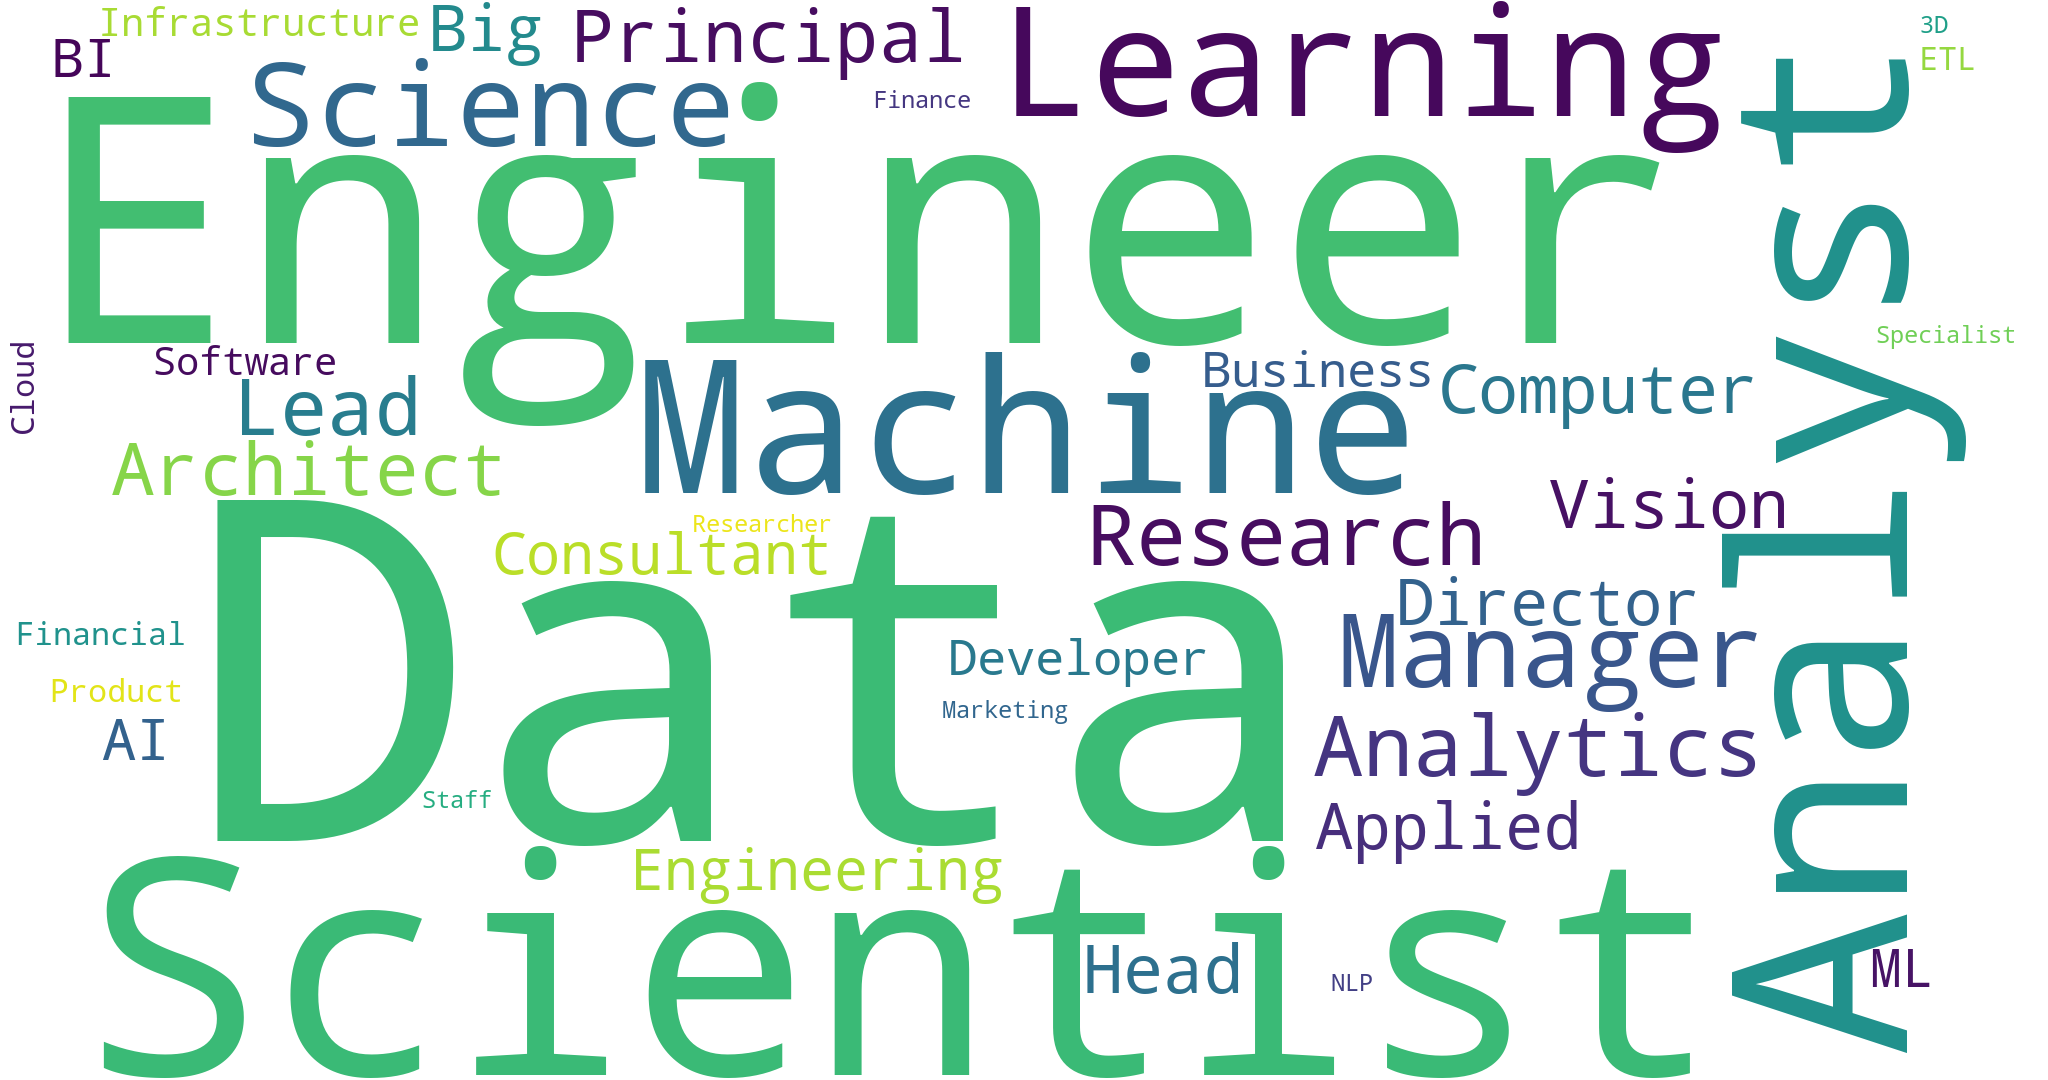 Infrastructure
Big
Principal
Learning
3D
BI
ETL
Science
Finance
Engineer
Analyst
Cloud
Software
Lead
Machine
Business
Computer
Specialist
Architect
Vision
Research
Researcher
Consultant
Data
Director
Financial
Developer
Manager
Product
Marketing
AI
Analytics
Staff
Applied
Engineering
Scientist
Head
NLP
ML